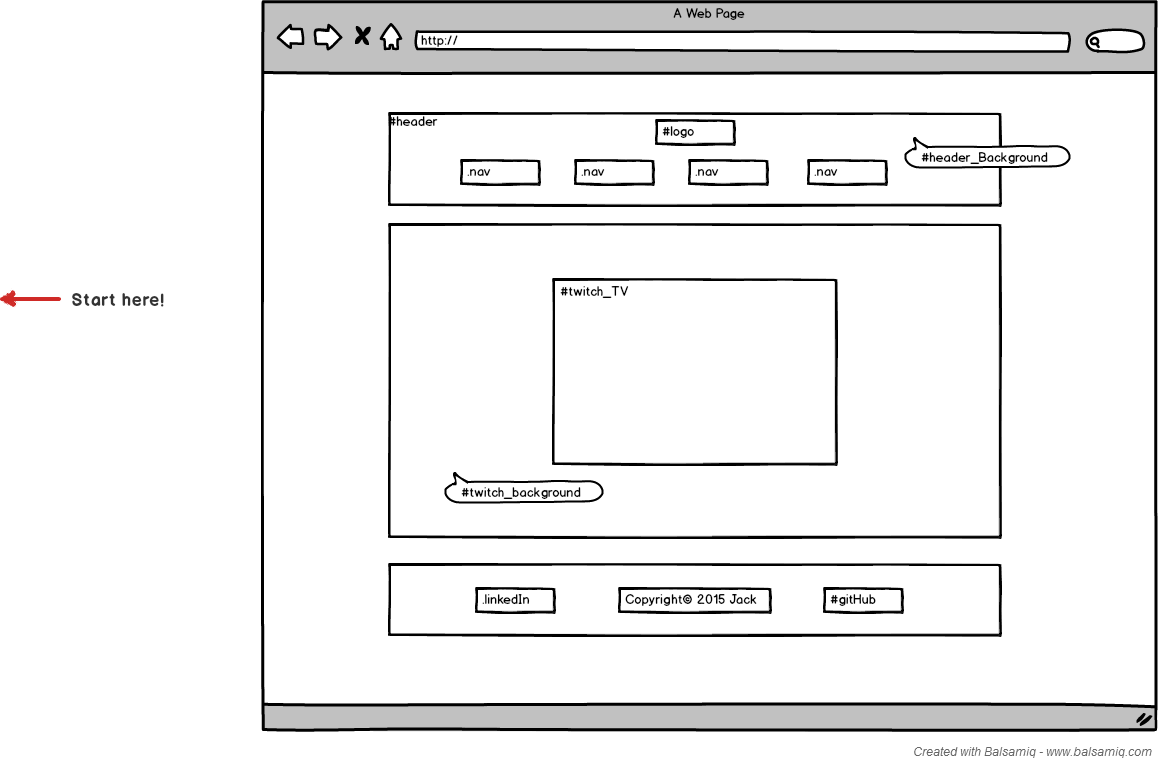 A Web Page
http://
#header
#logo
#header_Background
.nav
.nav
.nav
.nav
Start here!
#twitch_TV
#twitch_background
.linkedIn
Copyright© 2015 Jack
#gitHub
Created with Balsamiq - www.balsamiq.com